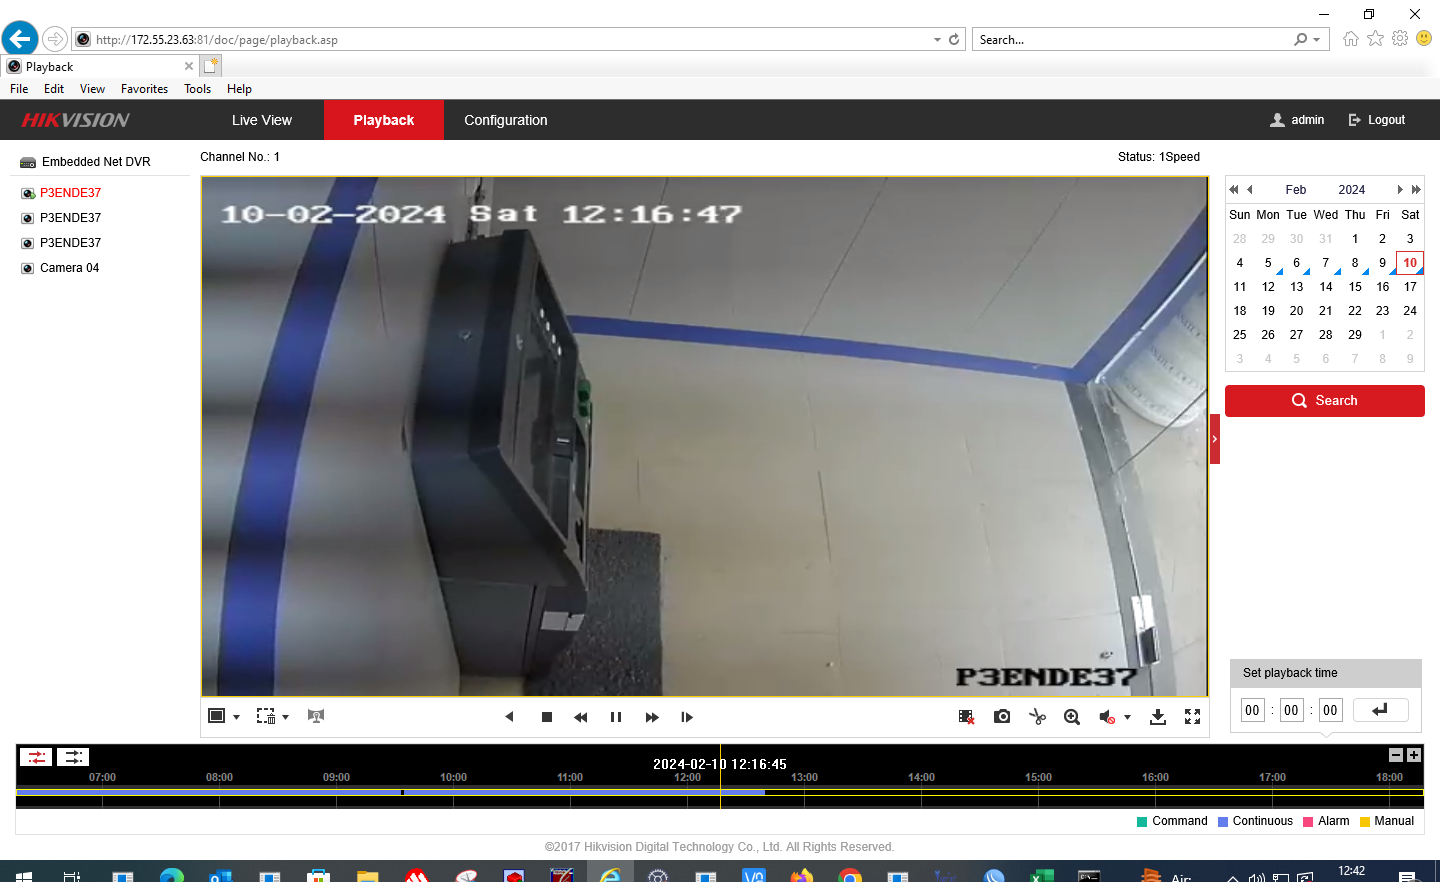 http://172.55.23.63:81/doc/page/playback.asp
Search...
Playback
File Edit View Favorites Tools Help
HIKVISION
Live View Playback Configuration
admin Logout
Embedded Net DVR
P3ENDE37
P3ENDE37
P3ENDE37
Camera 04
Channel No.: 1
Status: 1Speed
10-02-2024 Sat 12:16:47
P3ENDE37
Feb 2024
Sun Mon Tue Wed Thu Fri Sat
28 29 30 31 1 2 3
4 5 6 7 8 9 10
11 12 13 14 15 16 17
18 19 20 21 22 23 24
25 26 27 28 29 1 2
3 4 5 6 7 8 9
Search
Set playback time
00 : 00 : 00
2024-02-10 12:16:45
07:00 08:00 09:00 10:00 11:00 12:00 13:00 14:00 15:00 16:00 17:00 18:00
Command Continuous Alarm Manual
©2017 Hikvision Digital Technology Co., Ltd. All Rights Reserved.
Air:
12:42